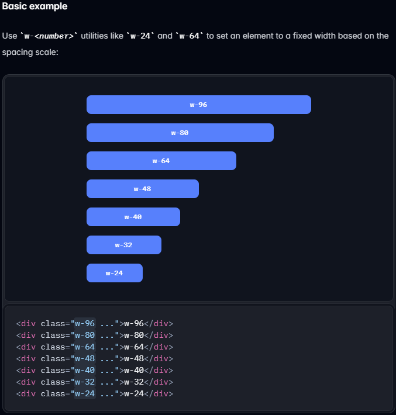 Basic example
Use `w-<number>` utilities like `w-24` and `w-64` to set an element to a fixed width based on the
spacing scale:
w-96
w-80
w-64
w-48
w-40
w-32
w-24
<div class="w-96 ...">w-96</div>
<div class="w-80 ...">w-80</div>
<div class="w-64 ...">w-64</div>
<div class="w-48 ...">w-48</div>
<div class="w-40 ...">w-40</div>
<div class="w-32 ...">w-32</div>
<div class="w-24 ...">w-24</div>